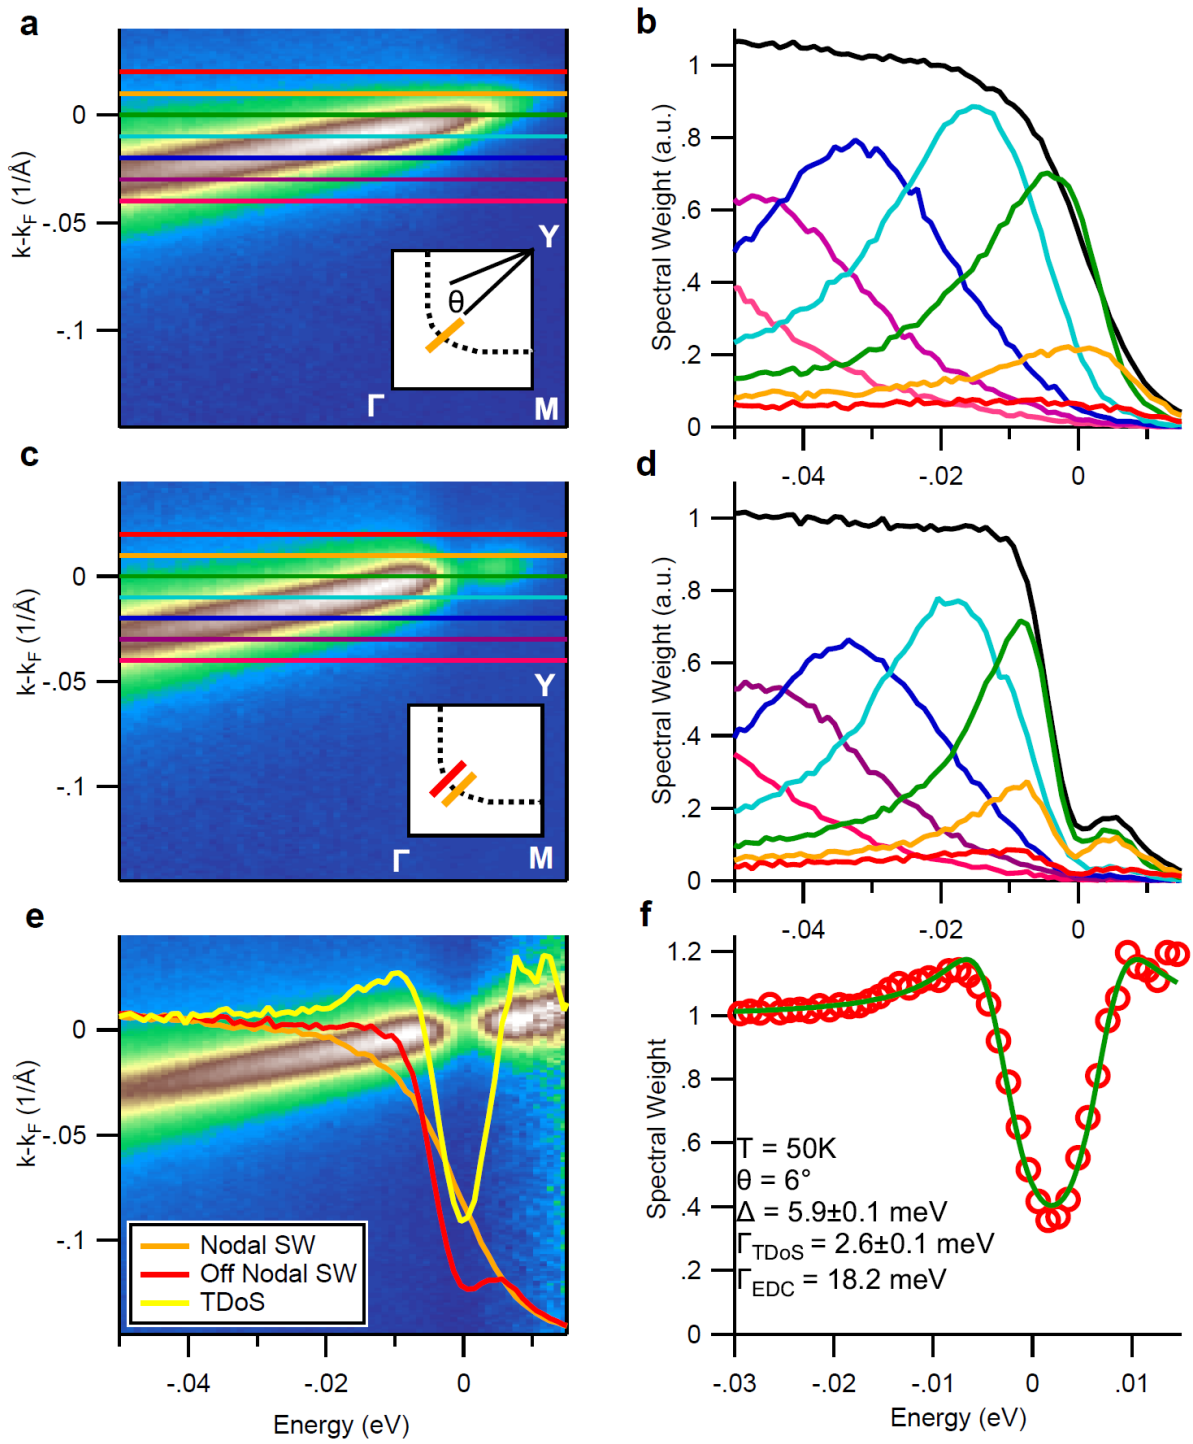 a
0
-.05
-.1
k-kF (1/Å)
Y
θ
Γ
M
b
1
.8
.6
.4
.2
0
Spectral Weight (a.u.)
-.04
-.02
0
c
0
-.05
-.1
k-kF (1/Å)
Y
Γ
M
d
1
.8
.6
.4
.2
0
Spectral Weight (a.u.)
-.04
-.02
0
e
0
-.05
-.1
k-kF (1/Å)
Nodal SW
Off Nodal SW
TDoS
-.04
-.02
0
Energy (eV)
f
1.2
1
.8
.6
.4
.2
0
Spectral Weight
T = 50K
θ = 6°
Δ = 5.9±0.1 meV
ΓTDoS = 2.6±0.1 meV
ΓEDC = 18.2 meV
-.03
-.02
-.01
0
.01
Energy (eV)